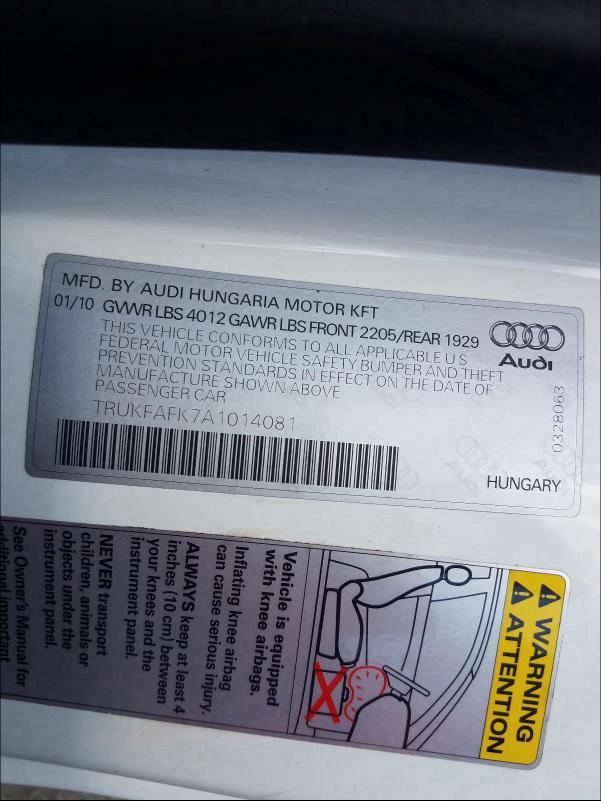 MFD. BY AUDI HUNGARIA MOTOR KFT
01/10 GVWR LBS 4012 GAWR LBS FRONT 2205/REAR 1929
THIS VEHICLE CONFORMS TO ALL APPLICABLE U S
FEDERAL MOTOR VEHICLE SAFETY, BUMPER AND THEFT
PREVENTION STANDARDS IN EFFECT ON THE DATE OF
MANUFACTURE SHOWN ABOVE
PASSENGER CAR
TRUKFAFK7A1014081
Audi
0328063
HUNGARY
WARNING
ATTENTION
Vehicle is equipped
with knee airbags.
Inflating knee airbag
can cause serious injury.
ALWAYS keep at least 4
inches (10 cm) between
your knees and the
instrument panel.
NEVER transport
children, animals or
objects under the
instrument panel.
See Owner's Manual for
additional important